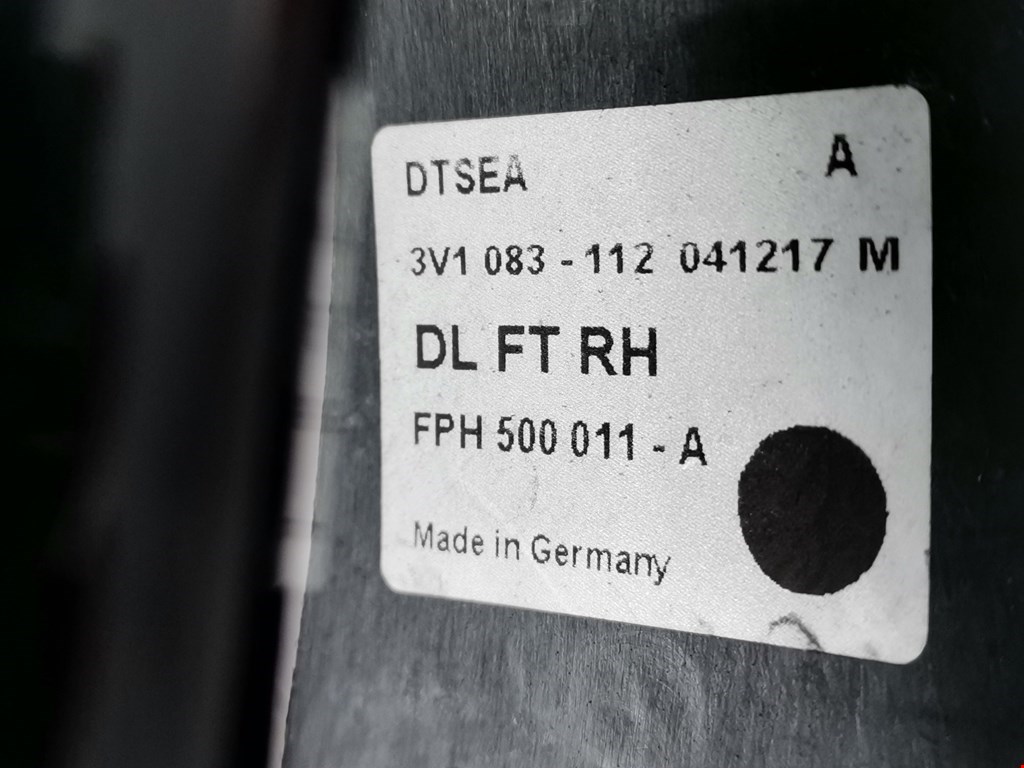 DTSEA A
3V1 083 - 112 041217 M
DL FT RH
FPH 500 011 - A
Made in Germany